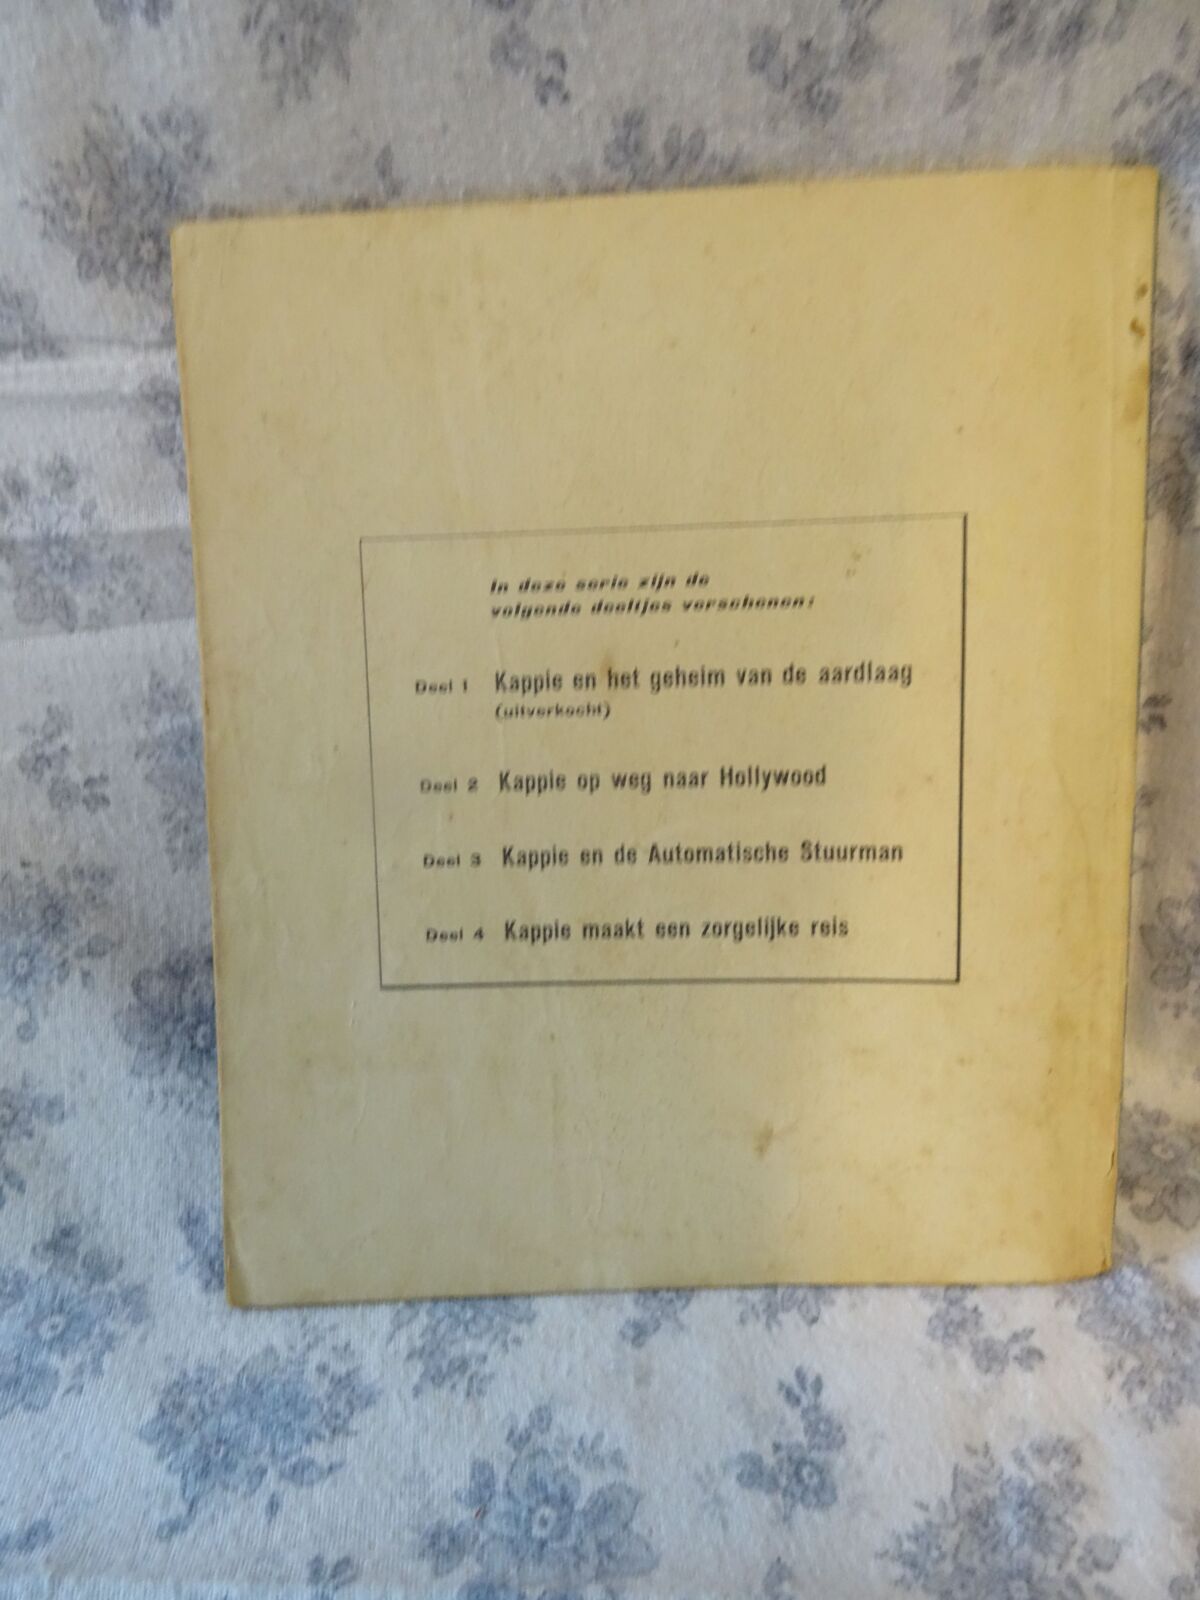 In deze serie zijn de
volgende deeltjes verschenen:
Deel 1 Kappie en het geheim van de aardlaag
(uitverkocht)
Deel 2 Kappie op weg naar Hollywood
Deel 3 Kappie en de Automatische Stuurman
Deel 4 Kappie maakt een zorgelijke reis